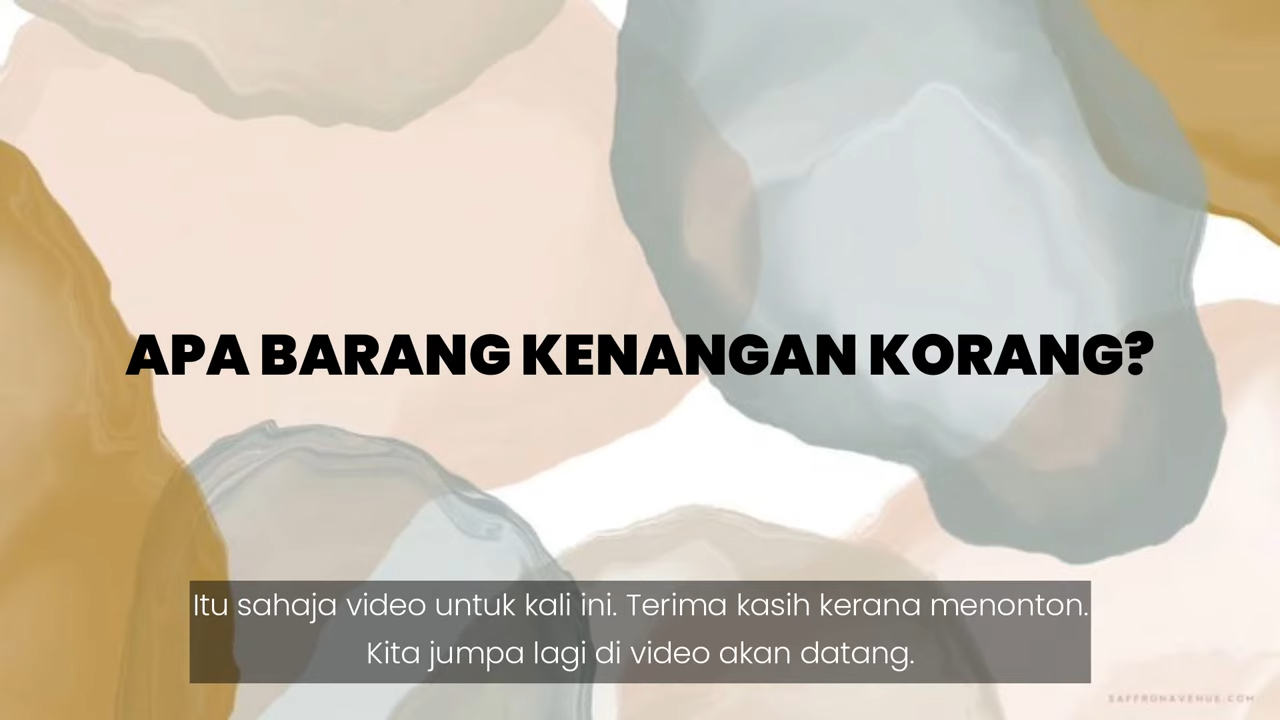 APA BARANG KENANGAN KORANG?
Itu sahaja video untuk kali ini. Terima kasih kerana menonton.
Kita jumpa lagi di video akan datang.
SAFFRONAVENUE.COM